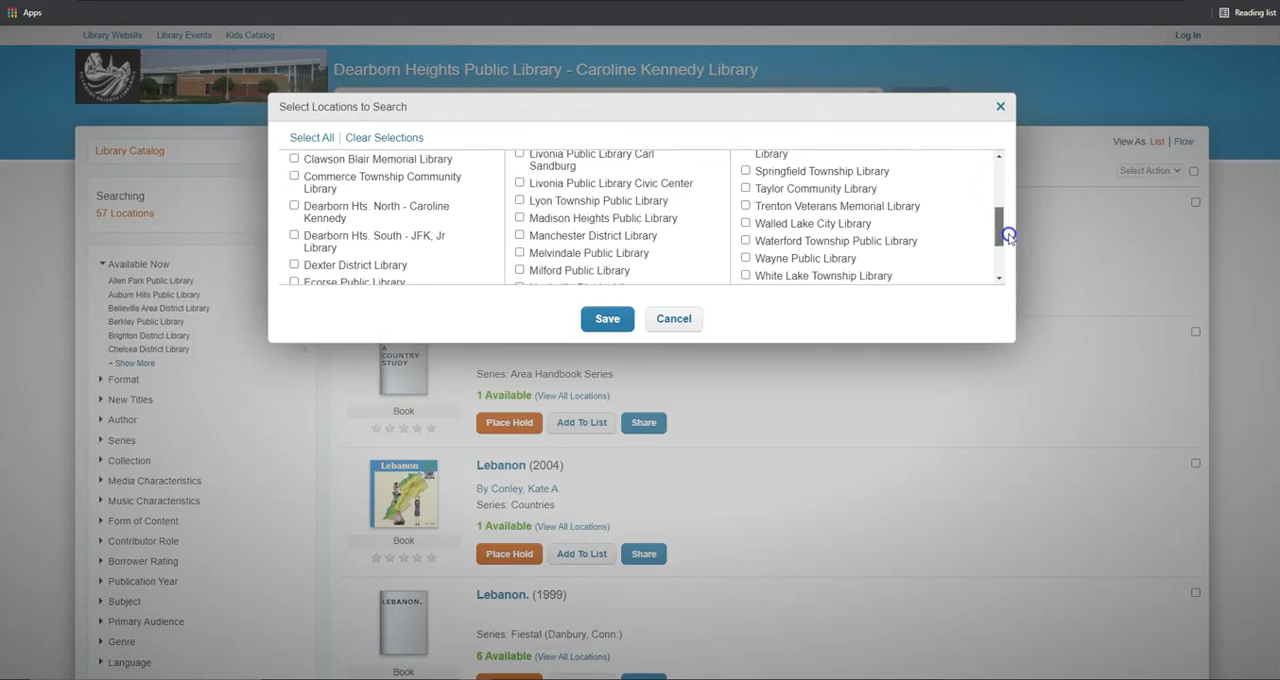 Apps
Reading list
Library Website
Library Events
Kids Catalog
Log In
Dearborn Heights Public Library - Caroline Kennedy Library
Select Locations to Search
Select All | Clear Selections
Clawson Blair Memorial Library
Commerce Township Community
Library
Dearborn Hts. North - Caroline
Kennedy
Dearborn Hts. South - JFK, Jr
Library
Dexter District Library
Ecorse Public Library
Livonia Public Library Carl
Sandburg
Livonia Public Library Civic Center
Lyon Township Public Library
Madison Heights Public Library
Manchester District Library
Melvindale Public Library
Milford Public Library
Library
Springfield Township Library
Taylor Community Library
Trenton Veterans Memorial Library
Walled Lake City Library
Waterford Township Public Library
Wayne Public Library
White Lake Township Library
Save
Cancel
Library Catalog
View As List | Flow
Select Action
Searching
57 Locations
Available Now
Allen Park Public Library
Auburn Hills Public Library
Belleville Area District Library
Berkley Public Library
Brighton District Library
Chelsea District Library
+ Show More
Format
New Titles
Author
Series
Collection
Media Characteristics
Music Characteristics
Form of Content
Contributor Role
Borrower Rating
Publication Year
Subject
Primary Audience
Genre
Language
A
COUNTRY
STUDY
Book
Series: Area Handbook Series
1 Available (View All Locations)
Place Hold
Add To List
Share
Lebanon
Book
Lebanon (2004)
By Conley, Kate A.
Series: Countries
1 Available (View All Locations)
Place Hold
Add To List
Share
LEBANON.
Book
Lebanon. (1999)
Series: Fiesta! (Danbury, Conn.)
6 Available (View All Locations)